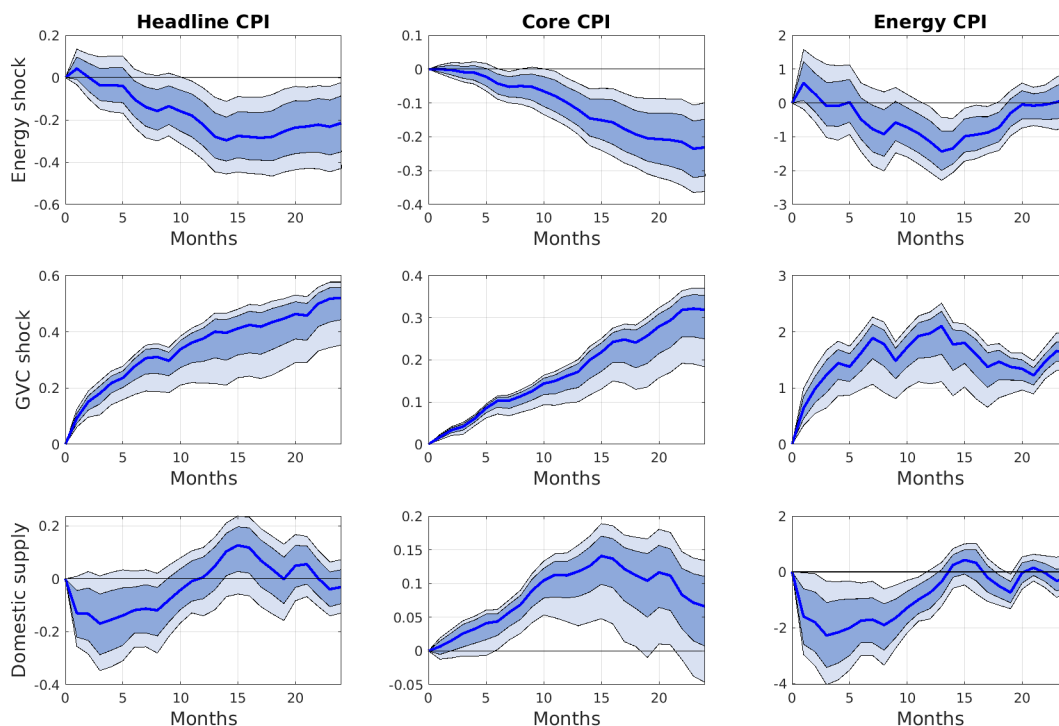 Headline CPI
Core CPI
Energy CPI
Energy shock
0.2
0
-0.2
-0.4
-0.6
0 5 10 15 20
Months
0.1
0
-0.1
-0.2
-0.3
-0.4
0 5 10 15 20
Months
2
1
0
-1
-2
-3
0 5 10 15 20
Months
GVC shock
0.6
0.4
0.2
0
0 5 10 15 20
Months
0.4
0.3
0.2
0.1
0
0 5 10 15 20
Months
3
2
1
0
0 5 10 15 20
Months
Domestic supply
0.2
0
-0.2
-0.4
0 5 10 15 20
Months
0.2
0.15
0.1
0.05
0
-0.05
0 5 10 15 20
Months
2
0
-2
-4
0 5 10 15 20
Months